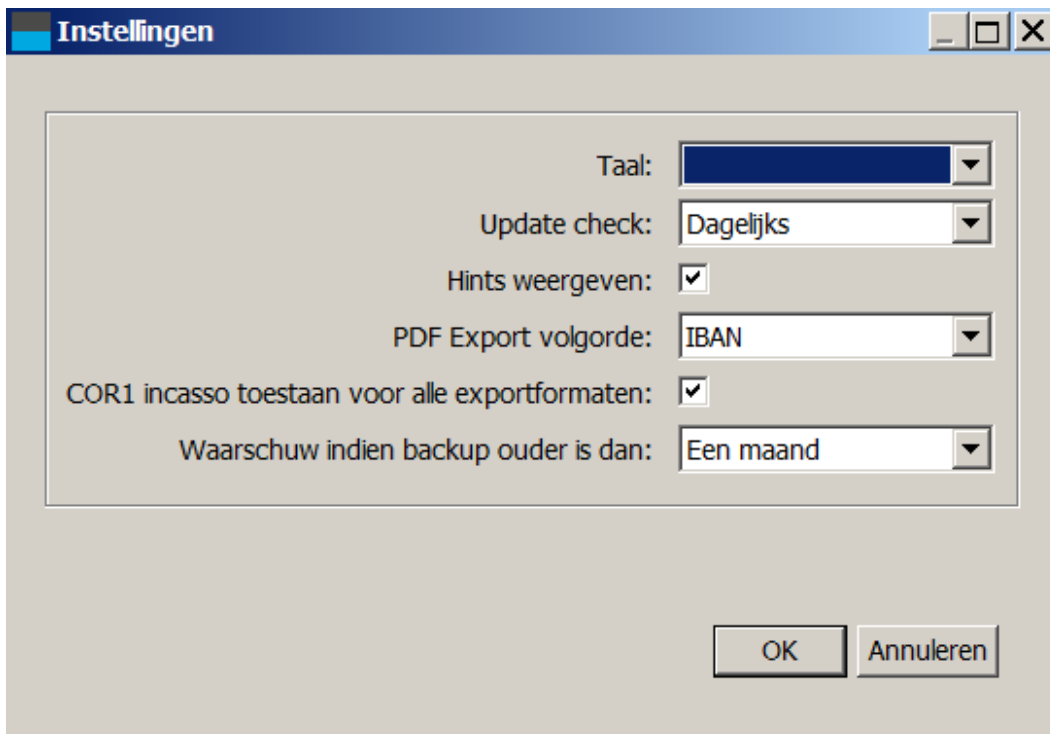 Instellingen
Taal:
Update check: Dagelijks
Hints weergeven:
PDF Export volgorde: IBAN
COR1 incasso toestaan voor alle exportformaten:
Waarschuw indien backup ouder is dan: Een maand
OK Annuleren